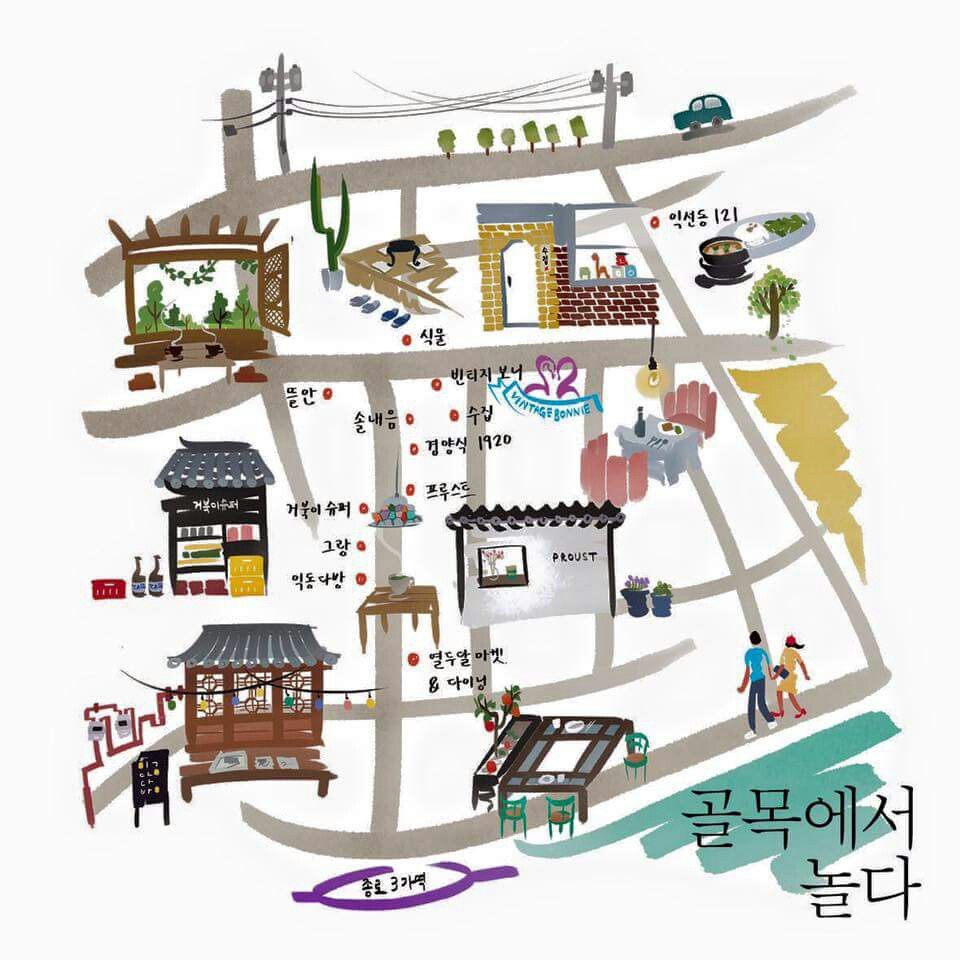 익선동 121
수집
식물
빈티지 보니
VINTAGE BONNIE
뜰안
솔내음
수집
경양식 1920
프루스트
거북이슈퍼
거북이 슈퍼
그랑
PROUST
익동다방
열두달 마켓
& 다이닝
골목에서
놀다
종로 3가역